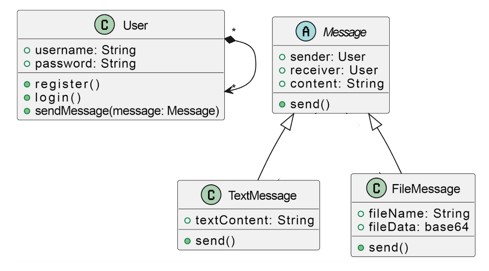 C User
username: String
password: String
register()
login()
sendMessage(message: Message)
*
*
A Message
sender: User
receiver: User
content: String
send()
C TextMessage
textContent: String
send()
C FileMessage
fileName: String
fileData: base64
send()